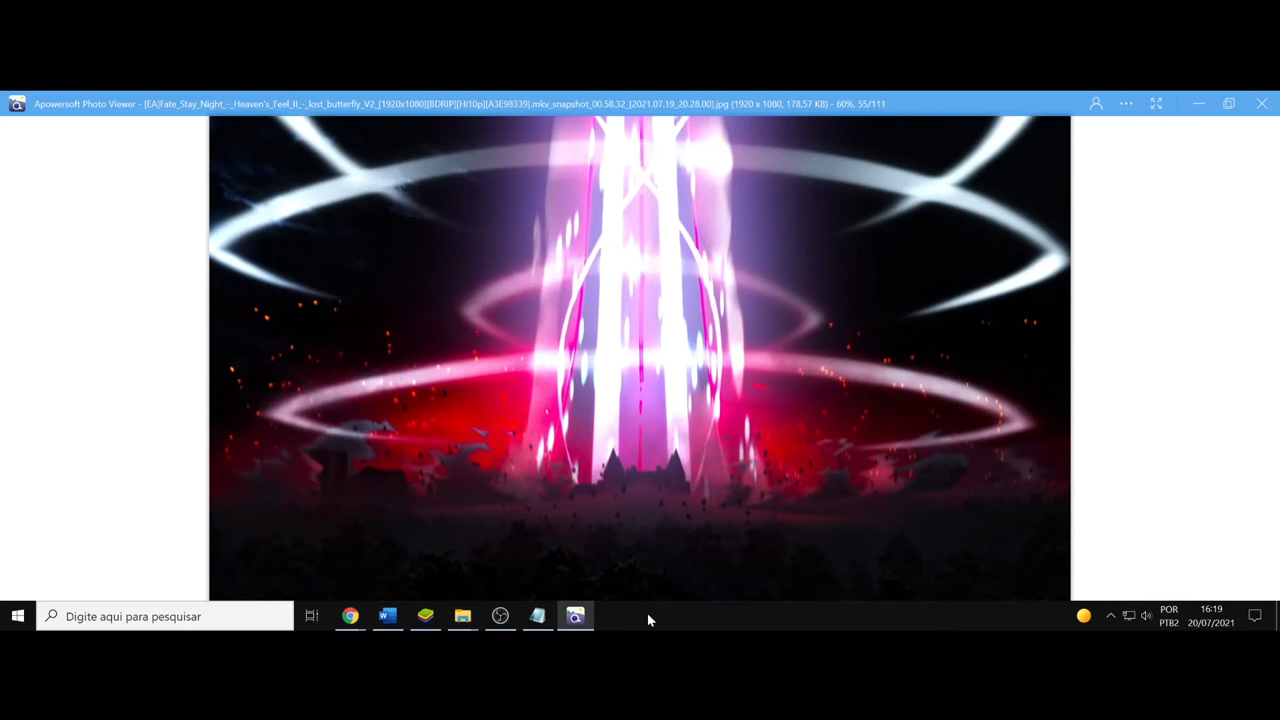 Apowersoft Photo Viewer - [EA]Fate_Stay_Night_-_Heaven's_Feel_II_-_lost_butterfly_V2_[1920x1080][BDRIP][Hi10p][A3E98339].mkv_snapshot_00.58.32_[2021.07.19_20.28.00].jpg (1920 x 1080, 178,57 KB) - 60%, 55/111
Digite aqui para pesquisar
POR
PTB2
16:19
20/07/2021